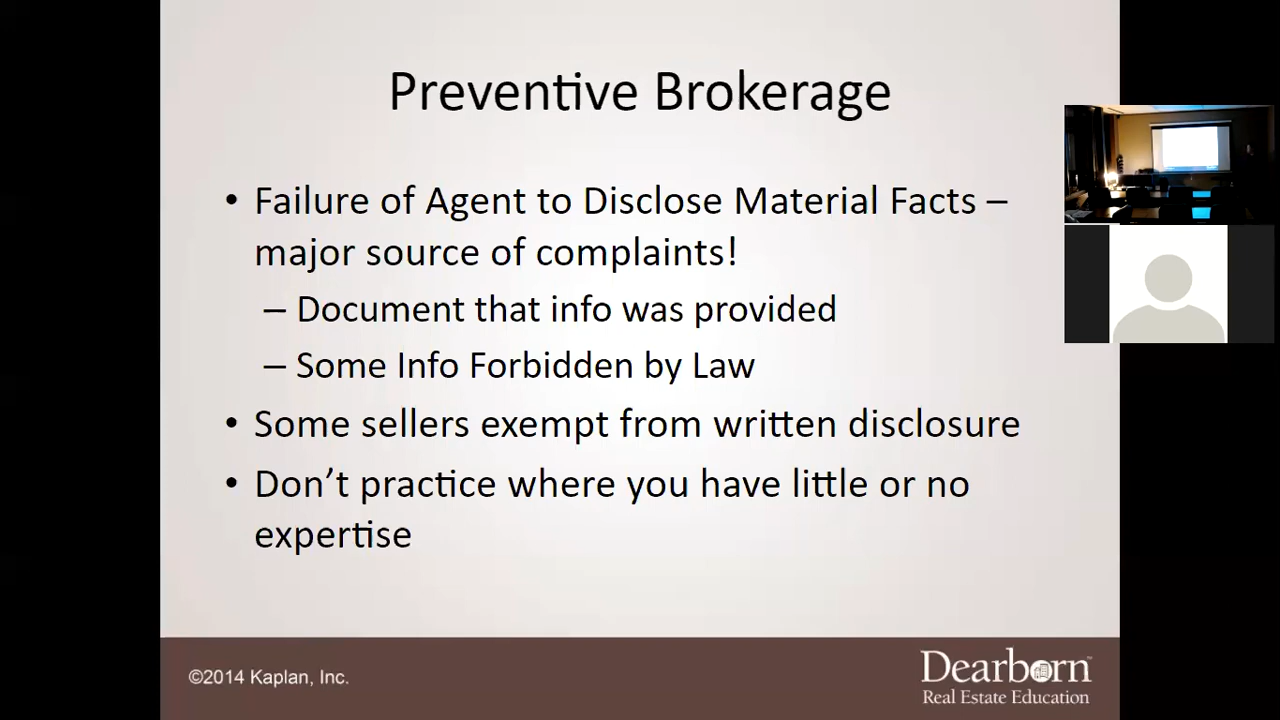 Preventive Brokerage
• Failure of Agent to Disclose Material Facts –
major source of complaints!
– Document that info was provided
– Some Info Forbidden by Law
• Some sellers exempt from written disclosure
• Don’t practice where you have little or no
expertise
©2014 Kaplan, Inc.
Dearborn™
Real Estate Education